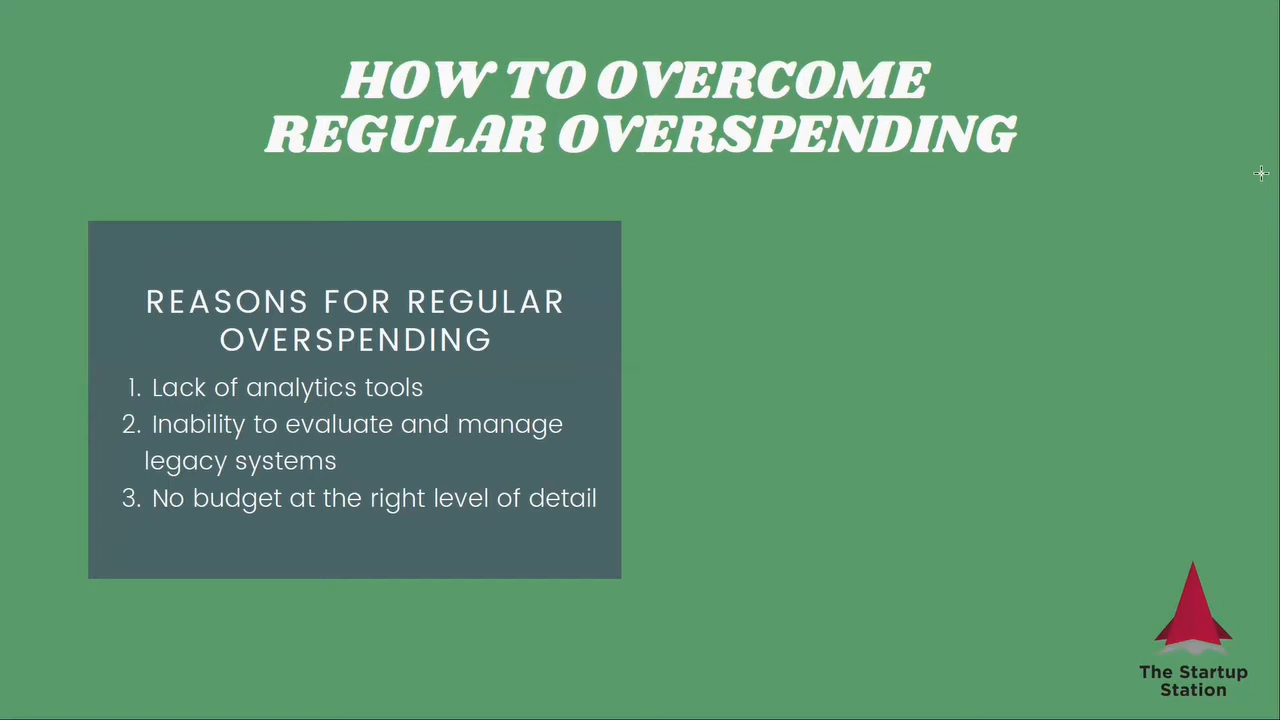 HOW TO OVERCOME
REGULAR OVERSPENDING
REASONS FOR REGULAR
OVERSPENDING
1. Lack of analytics tools
2. Inability to evaluate and manage
legacy systems
3. No budget at the right level of detail
The Startup
Station